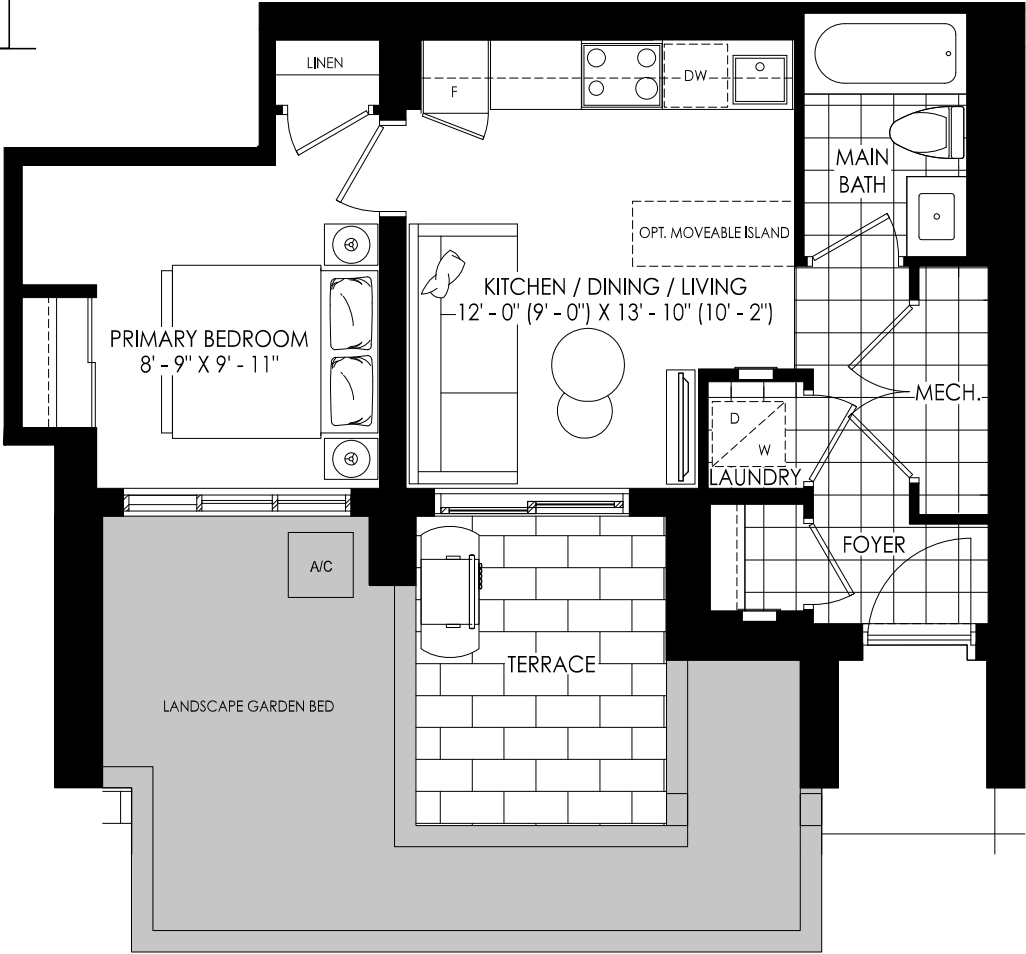 LINEN
F
DW
MAIN
BATH
OPT. MOVEABLE ISLAND
KITCHEN / DINING / LIVING
12' - 0" (9' - 0") X 13' - 10" (10' - 2")
PRIMARY BEDROOM
8' - 9" X 9' - 11"
MECH.
D
W
LAUNDRY
FOYER
A/C
TERRACE
LANDSCAPE GARDEN BED